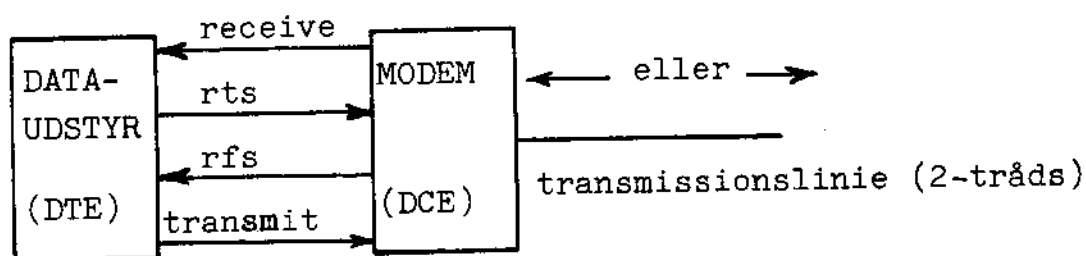 receive
DATA-
UDSTYR
(DTE)
rts
rfs
transmit
MODEM
(DCE)
eller
transmissionslinie (2-tråds)